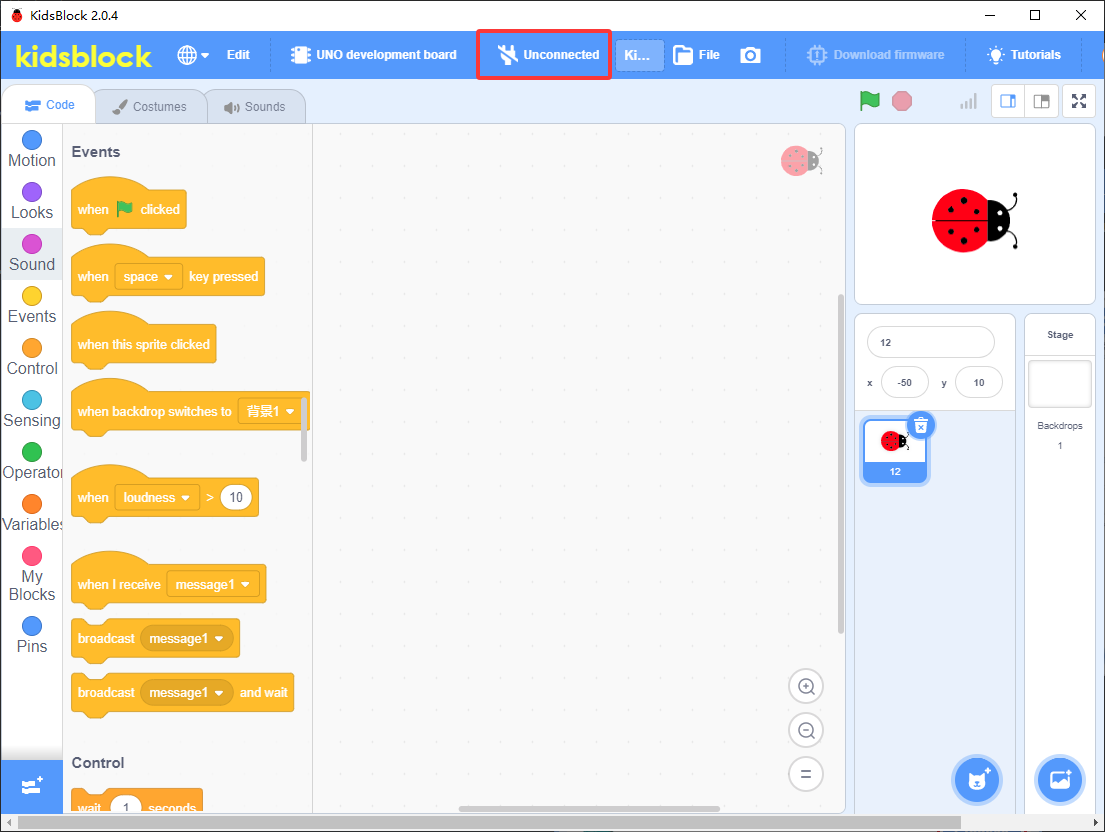 KidsBlock 2.0.4
kidsblock Edit UNO development board Unconnected Ki... File Download firmware Tutorials
Code Costumes Sounds
Motion
Looks
Sound
Events
Control
Sensing
Operator
Variables
My
Blocks
Pins
Events
when clicked
when space key pressed
when this sprite clicked
when backdrop switches to 背景1
when loudness > 10
when I receive message1
broadcast message1
broadcast message1 and wait
Control
wait 1 seconds
12
x -50 y 10
12
Stage
Backdrops
1